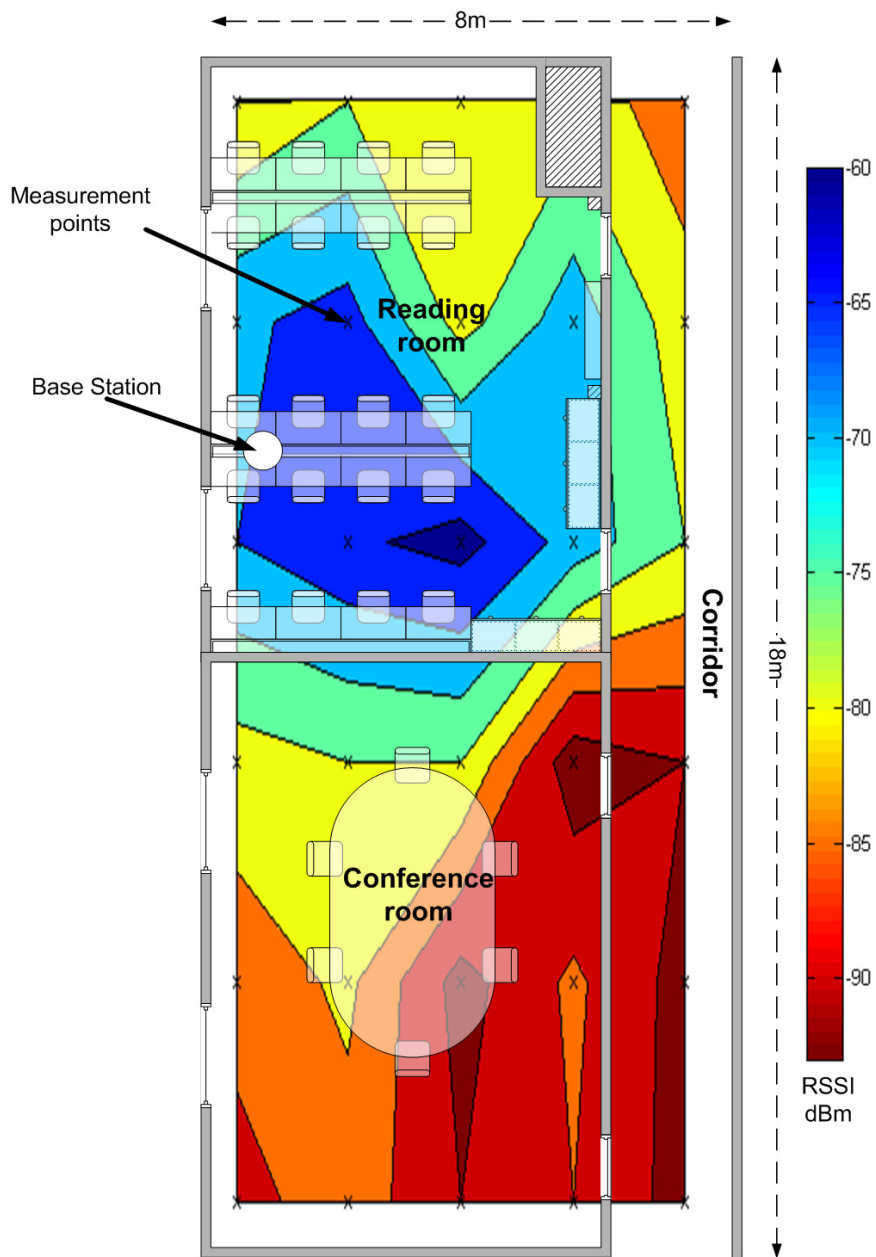 8m
Measurement
points
Reading
room
Base Station
Corridor
18m
Conference
room
-60
-65
-70
-75
-80
-85
-90
RSSI
dBm